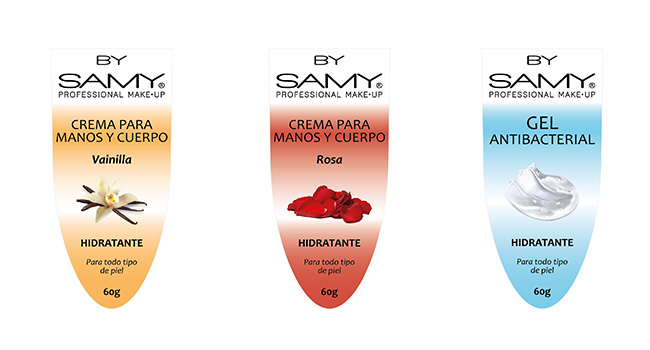 BY
SAMY®
PROFESSIONAL MAKE•UP
CREMA PARA
MANOS Y CUERPO
Vainilla
HIDRATANTE
Para todo tipo
de piel
60g
BY
SAMY®
PROFESSIONAL MAKE•UP
CREMA PARA
MANOS Y CUERPO
Rosa
HIDRATANTE
Para todo tipo
de piel
60g
BY
SAMY®
PROFESSIONAL MAKE•UP
GEL
ANTIBACTERIAL
HIDRATANTE
Para todo tipo
de piel
60g